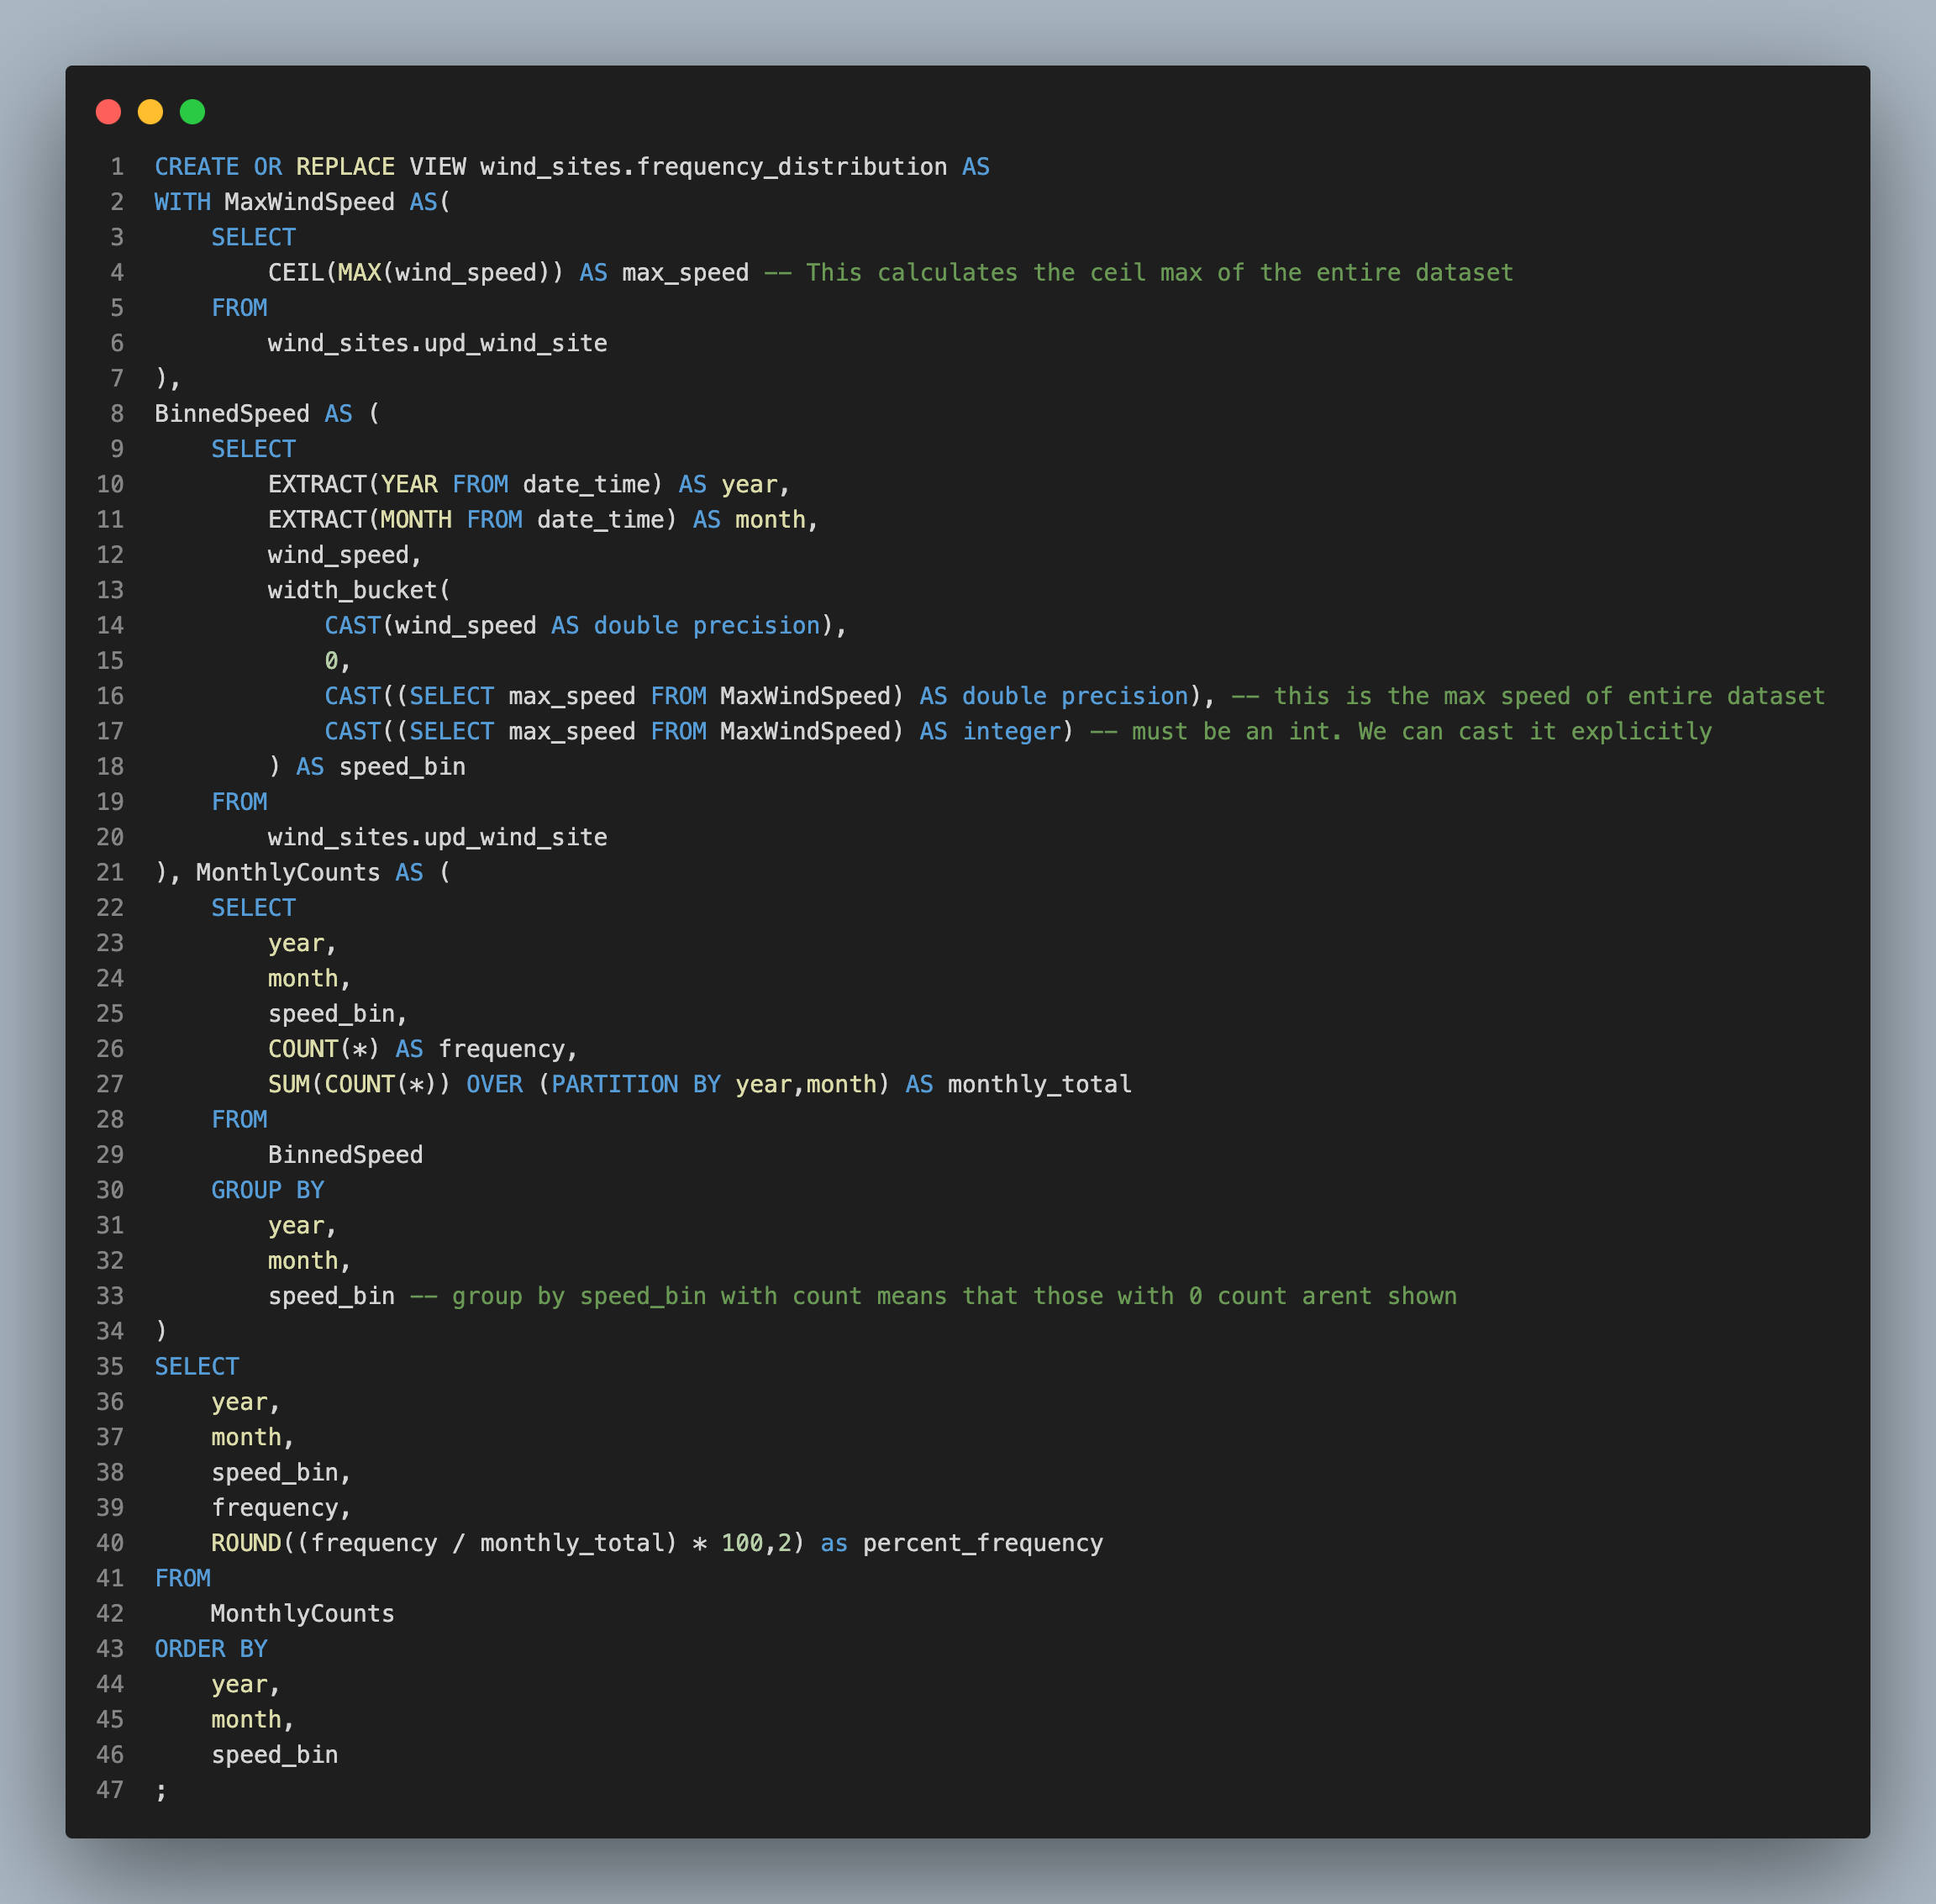 1 CREATE OR REPLACE VIEW wind_sites.frequency_distribution AS
2 WITH MaxWindSpeed AS(
3     SELECT
4         CEIL(MAX(wind_speed)) AS max_speed -- This calculates the ceil max of the entire dataset
5     FROM
6         wind_sites.upd_wind_site
7 ),
8 BinnedSpeed AS (
9     SELECT
10         EXTRACT(YEAR FROM date_time) AS year,
11         EXTRACT(MONTH FROM date_time) AS month,
12         wind_speed,
13         width_bucket(
14             CAST(wind_speed AS double precision),
15             0,
16             CAST((SELECT max_speed FROM MaxWindSpeed) AS double precision), -- this is the max speed of entire dataset
17             CAST((SELECT max_speed FROM MaxWindSpeed) AS integer) -- must be an int. We can cast it explicitly
18         ) AS speed_bin
19     FROM
20         wind_sites.upd_wind_site
21 ), MonthlyCounts AS (
22     SELECT
23         year,
24         month,
25         speed_bin,
26         COUNT(*) AS frequency,
27         SUM(COUNT(*)) OVER (PARTITION BY year,month) AS monthly_total
28     FROM
29         BinnedSpeed
30     GROUP BY
31         year,
32         month,
33         speed_bin -- group by speed_bin with count means that those with 0 count arent shown
34 )
35 SELECT
36     year,
37     month,
38     speed_bin,
39     frequency,
40     ROUND((frequency / monthly_total) * 100,2) as percent_frequency
41 FROM
42     MonthlyCounts
43 ORDER BY
44     year,
45     month,
46     speed_bin
47 ;